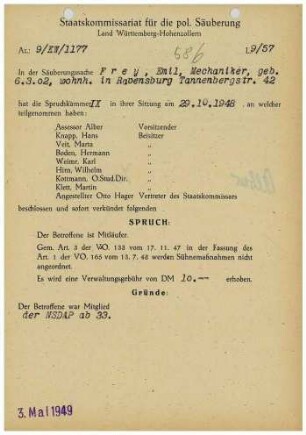 Staatskommissariat für die pol. Säuberung
Land Württemberg-Hohenzollern
Az.: 9/XV/1177
L9/57
In der Säuberungssache Frey, Emil, Mechaniker, geb.
6.3.02, wohnh. in Ravensburg Tannenbergstr. 42
hat die Spruchkammer II in ihrer Sitzung am 29.10.1948, an welcher
teilgenommen haben:
Assessor Alber Vorsitzender
Knapp, Hans Beisitzer
Veit, Marta "
Boden, Hermann "
Weimr, Karl "
Hirn, Wilhelm "
Kottmann, O.Stud.Dir. "
Klett, Martin "
Angestellter Otto Hager Vertreter des Staatskommissars
beschlossen und sofort verkündet folgenden
SPRUCH:
Der Betroffene ist Mitläufer.
Gem. Art. 3 der VO. 132 vom 17. 11. 47 in der Fassung des
Art. 1 der VO. 165 vom 13. 7. 48 werden Sühnemaßnahmen nicht
angeordnet.
Es wird eine Verwaltungsgebühr von DM 10.-- erhoben.
Gründe:
Der Betroffene war Mitglied
der NSDAP ab 33.
3. Mai 1949